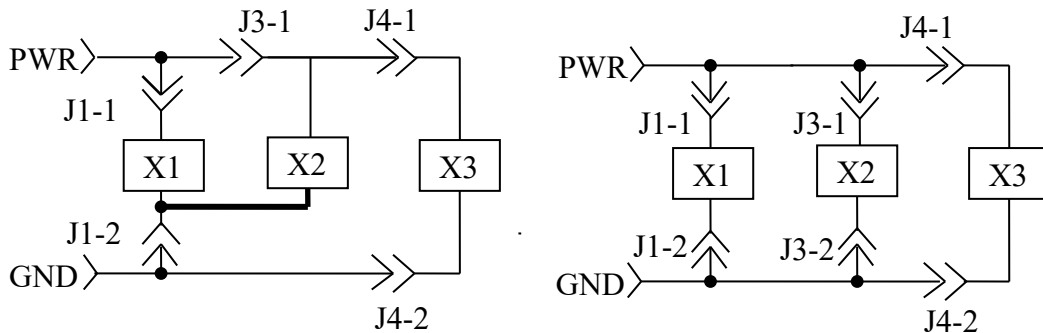 J3-1 J4-1
PWR
J1-1
X1 X2 X3
J1-2
GND
J4-2
J4-1
PWR
J1-1 J3-1
X1 X2 X3
J1-2 J3-2
GND
J4-2